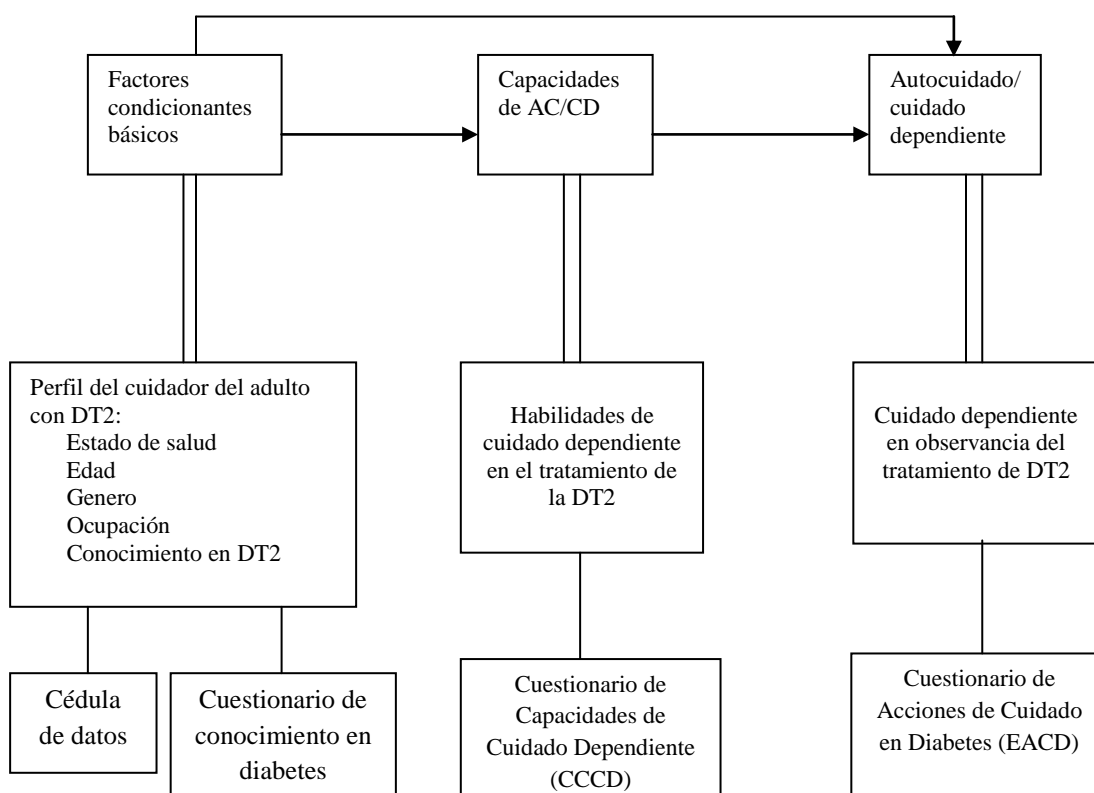 Factores
condicionantes
básicos
Capacidades
de AC/CD
Autocuidado/
cuidado
dependiente
Perfil del cuidador del adulto
con DT2:
Estado de salud
Edad
Genero
Ocupación
Conocimiento en DT2
Habilidades de
cuidado dependiente
en el tratamiento de
la DT2
Cuidado dependiente
en observancia del
tratamiento de DT2
Cédula
de datos
Cuestionario de
conocimiento en
diabetes
Cuestionario de
Capacidades de
Cuidado Dependiente
(CCCD)
Cuestionario de
Acciones de Cuidado
en Diabetes (EACD)